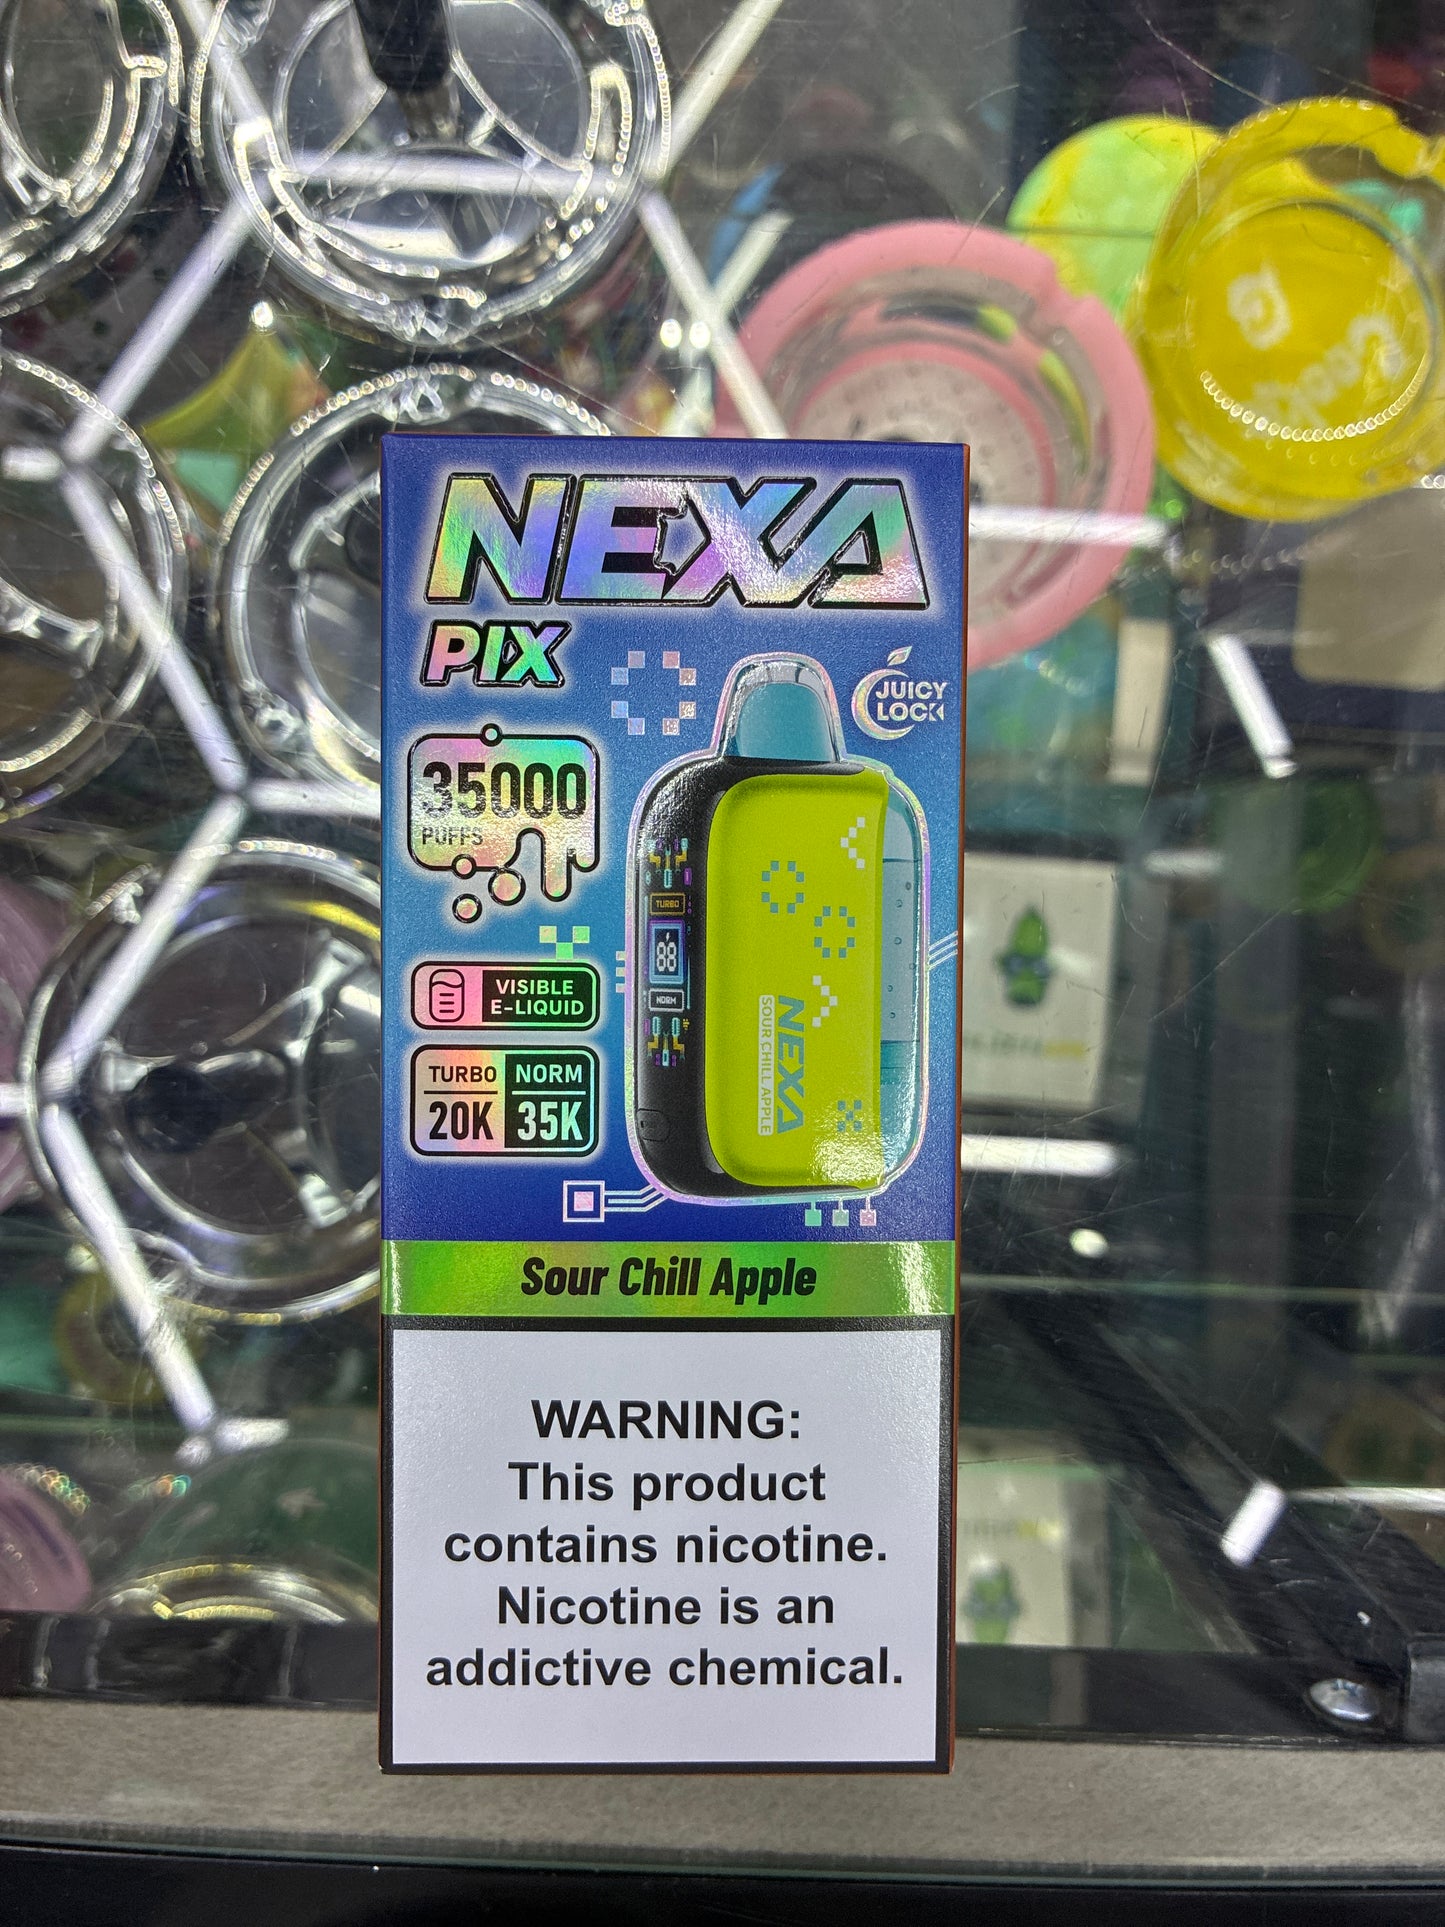 NEXA
PIX
JUICY
LOCK
35000
PUFFS
VISIBLE
E-LIQUID
TURBO NORM
20K 35K
TURBO
88
NORM
NEXA
SOUR CHILL APPLE
Sour Chill Apple
WARNING:
This product
contains nicotine.
Nicotine is an
addictive chemical.